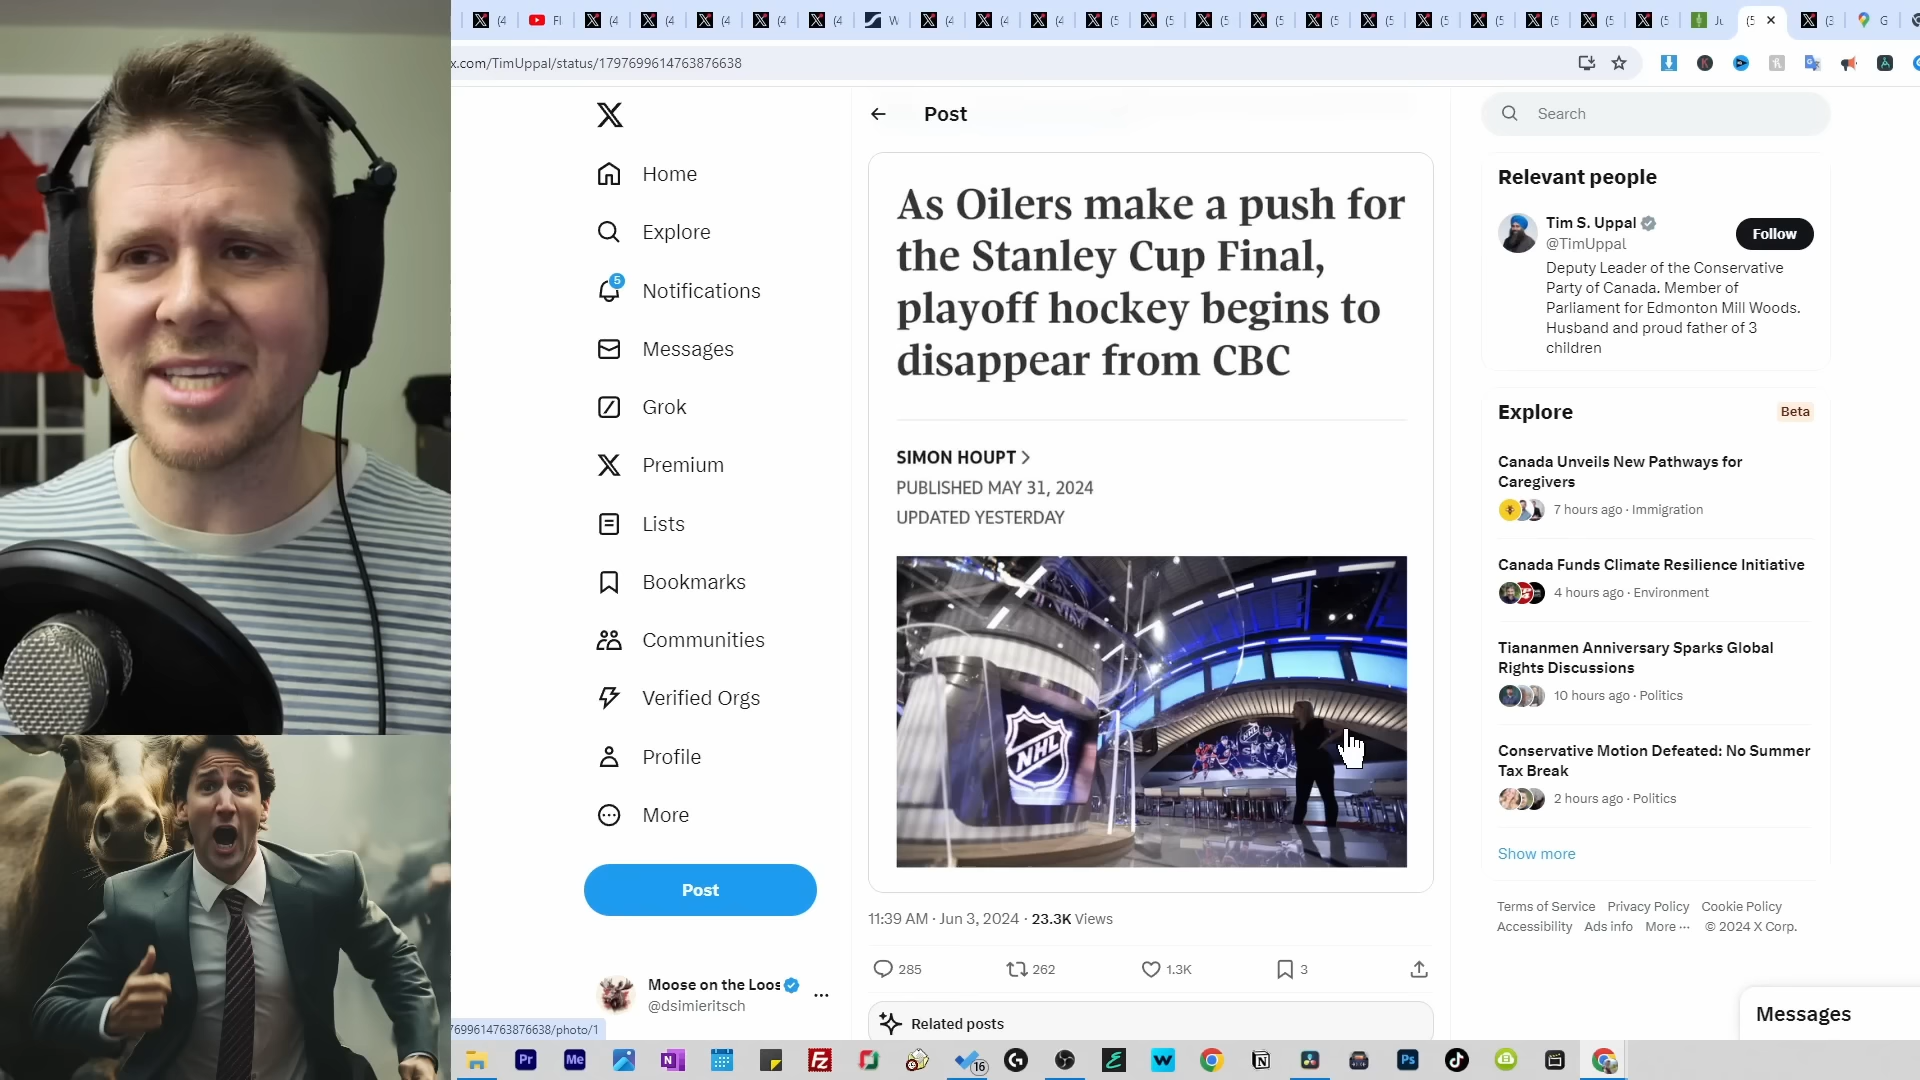 x.com/TimUppal/status/1797699614763876638
Post
Search
Home
Explore
5
Notifications
Messages
Grok
Premium
Lists
Bookmarks
Communities
Verified Orgs
Profile
More
Post
Moose on the Loos
@dsimieritsch
7699614763876638/photo/1
As Oilers make a push for
the Stanley Cup Final,
playoff hockey begins to
disappear from CBC
SIMON HOUPT >
PUBLISHED MAY 31, 2024
UPDATED YESTERDAY
NHL
11:39 AM · Jun 3, 2024 · 23.3K Views
285 262 1.3K 3
Related posts
Relevant people
Tim S. Uppal
@TimUppal
Follow
Deputy Leader of the Conservative
Party of Canada. Member of
Parliament for Edmonton Mill Woods.
Husband and proud father of 3
children
Explore
Beta
Canada Unveils New Pathways for
Caregivers
7 hours ago · Immigration
Canada Funds Climate Resilience Initiative
4 hours ago · Environment
Tiananmen Anniversary Sparks Global
Rights Discussions
10 hours ago · Politics
Conservative Motion Defeated: No Summer
Tax Break
2 hours ago · Politics
Show more
Terms of Service Privacy Policy Cookie Policy
Accessibility Ads info More ··· © 2024 X Corp.
Messages
Pr Me N Fz 16 W Ps